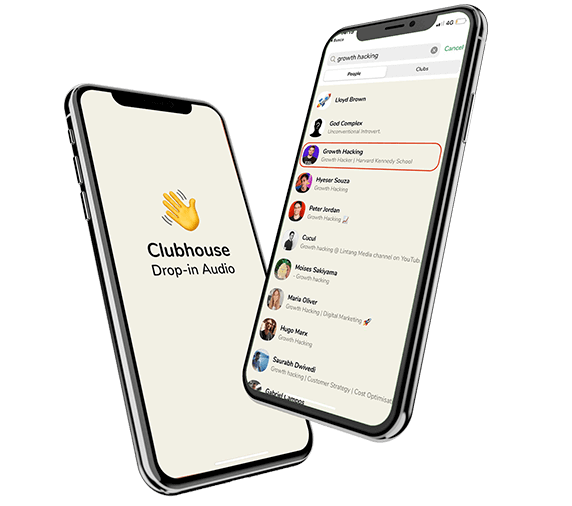 Clubhouse
Drop-in Audio
4G
growth hacking
Cancel
People
Clubs
Lloyd Brown
God Complex
Unconventional Introvert.
Growth Hacking
Growth Hacker | Harvard Kennedy School
Hyeser Souza
Growth Hacking
Peter Jordan
Growth Hacking
Cucul
Growth hacking @ Lintang Media channel on YouTub
Moises Sakiyama
- Growth hacking
Maria Oliver
Growth Hacking | Digital Marketing 🚀
Hugo Marx
Growth Hacking
Saurabh Dwivedi
Growth hacking | Customer Strategy | Cost Optimisat
Gabriel Lampos